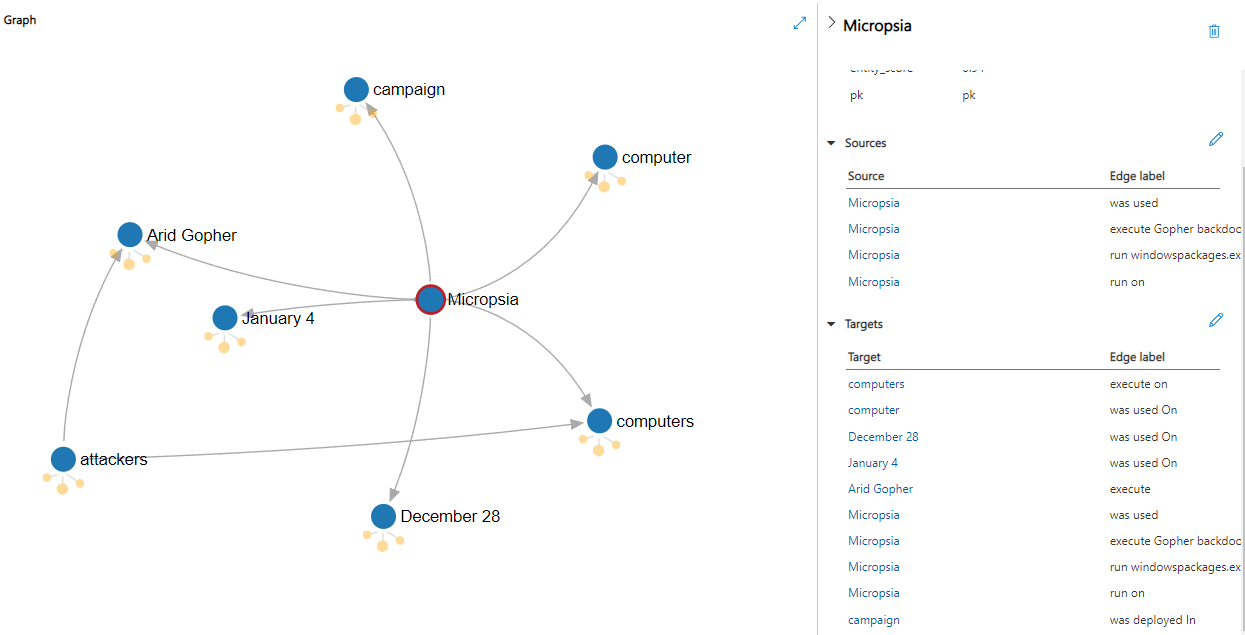 Graph
campaign
computer
Arid Gopher
Micropsia
January 4
computers
attackers
December 28
Micropsia
pk pk
Sources
Source Edge label
Micropsia was used
Micropsia execute Gopher backdoc
Micropsia run windowspackages.ex
Micropsia run on
Targets
Target Edge label
computers execute on
computer was used On
December 28 was used On
January 4 was used On
Arid Gopher execute
Micropsia was used
Micropsia execute Gopher backdoc
Micropsia run windowspackages.ex
Micropsia run on
campaign was deployed In